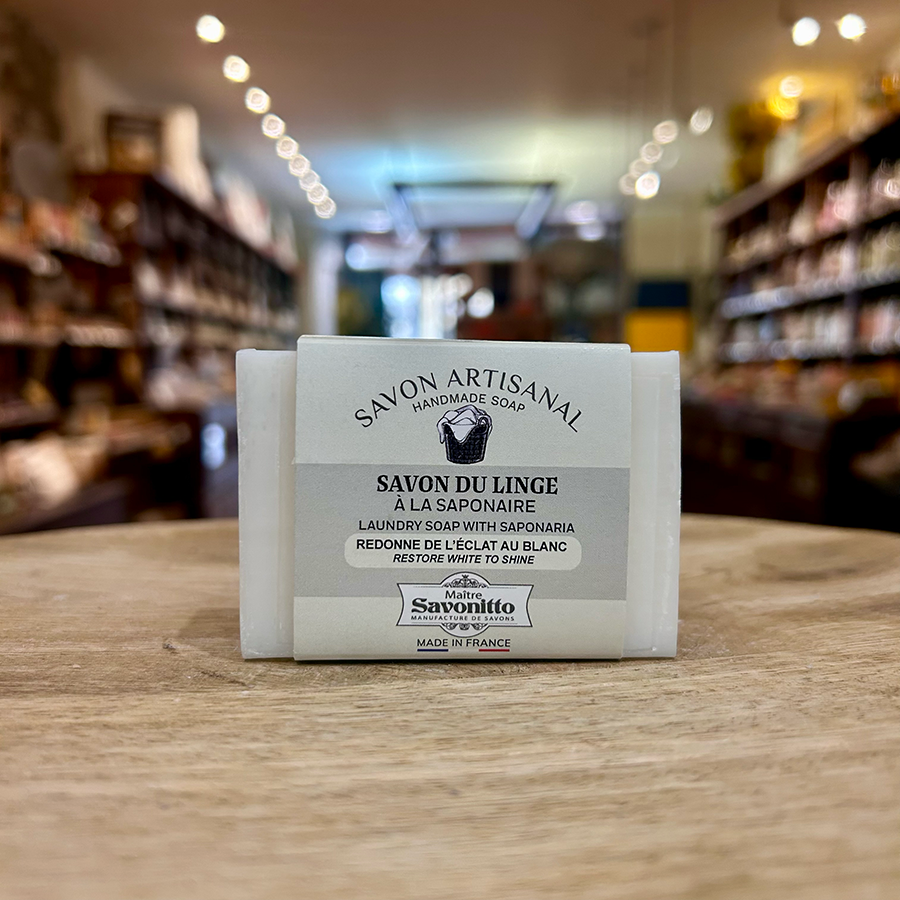 SAVON ARTISANAL
HANDMADE SOAP
SAVON DU LINGE
À LA SAPONAIRE
LAUNDRY SOAP WITH SAPONARIA
REDONNE DE L'ÉCLAT AU BLANC
RESTORE WHITE TO SHINE
Maître
Savonitto
MANUFACTURE DE SAVONS
MADE IN FRANCE